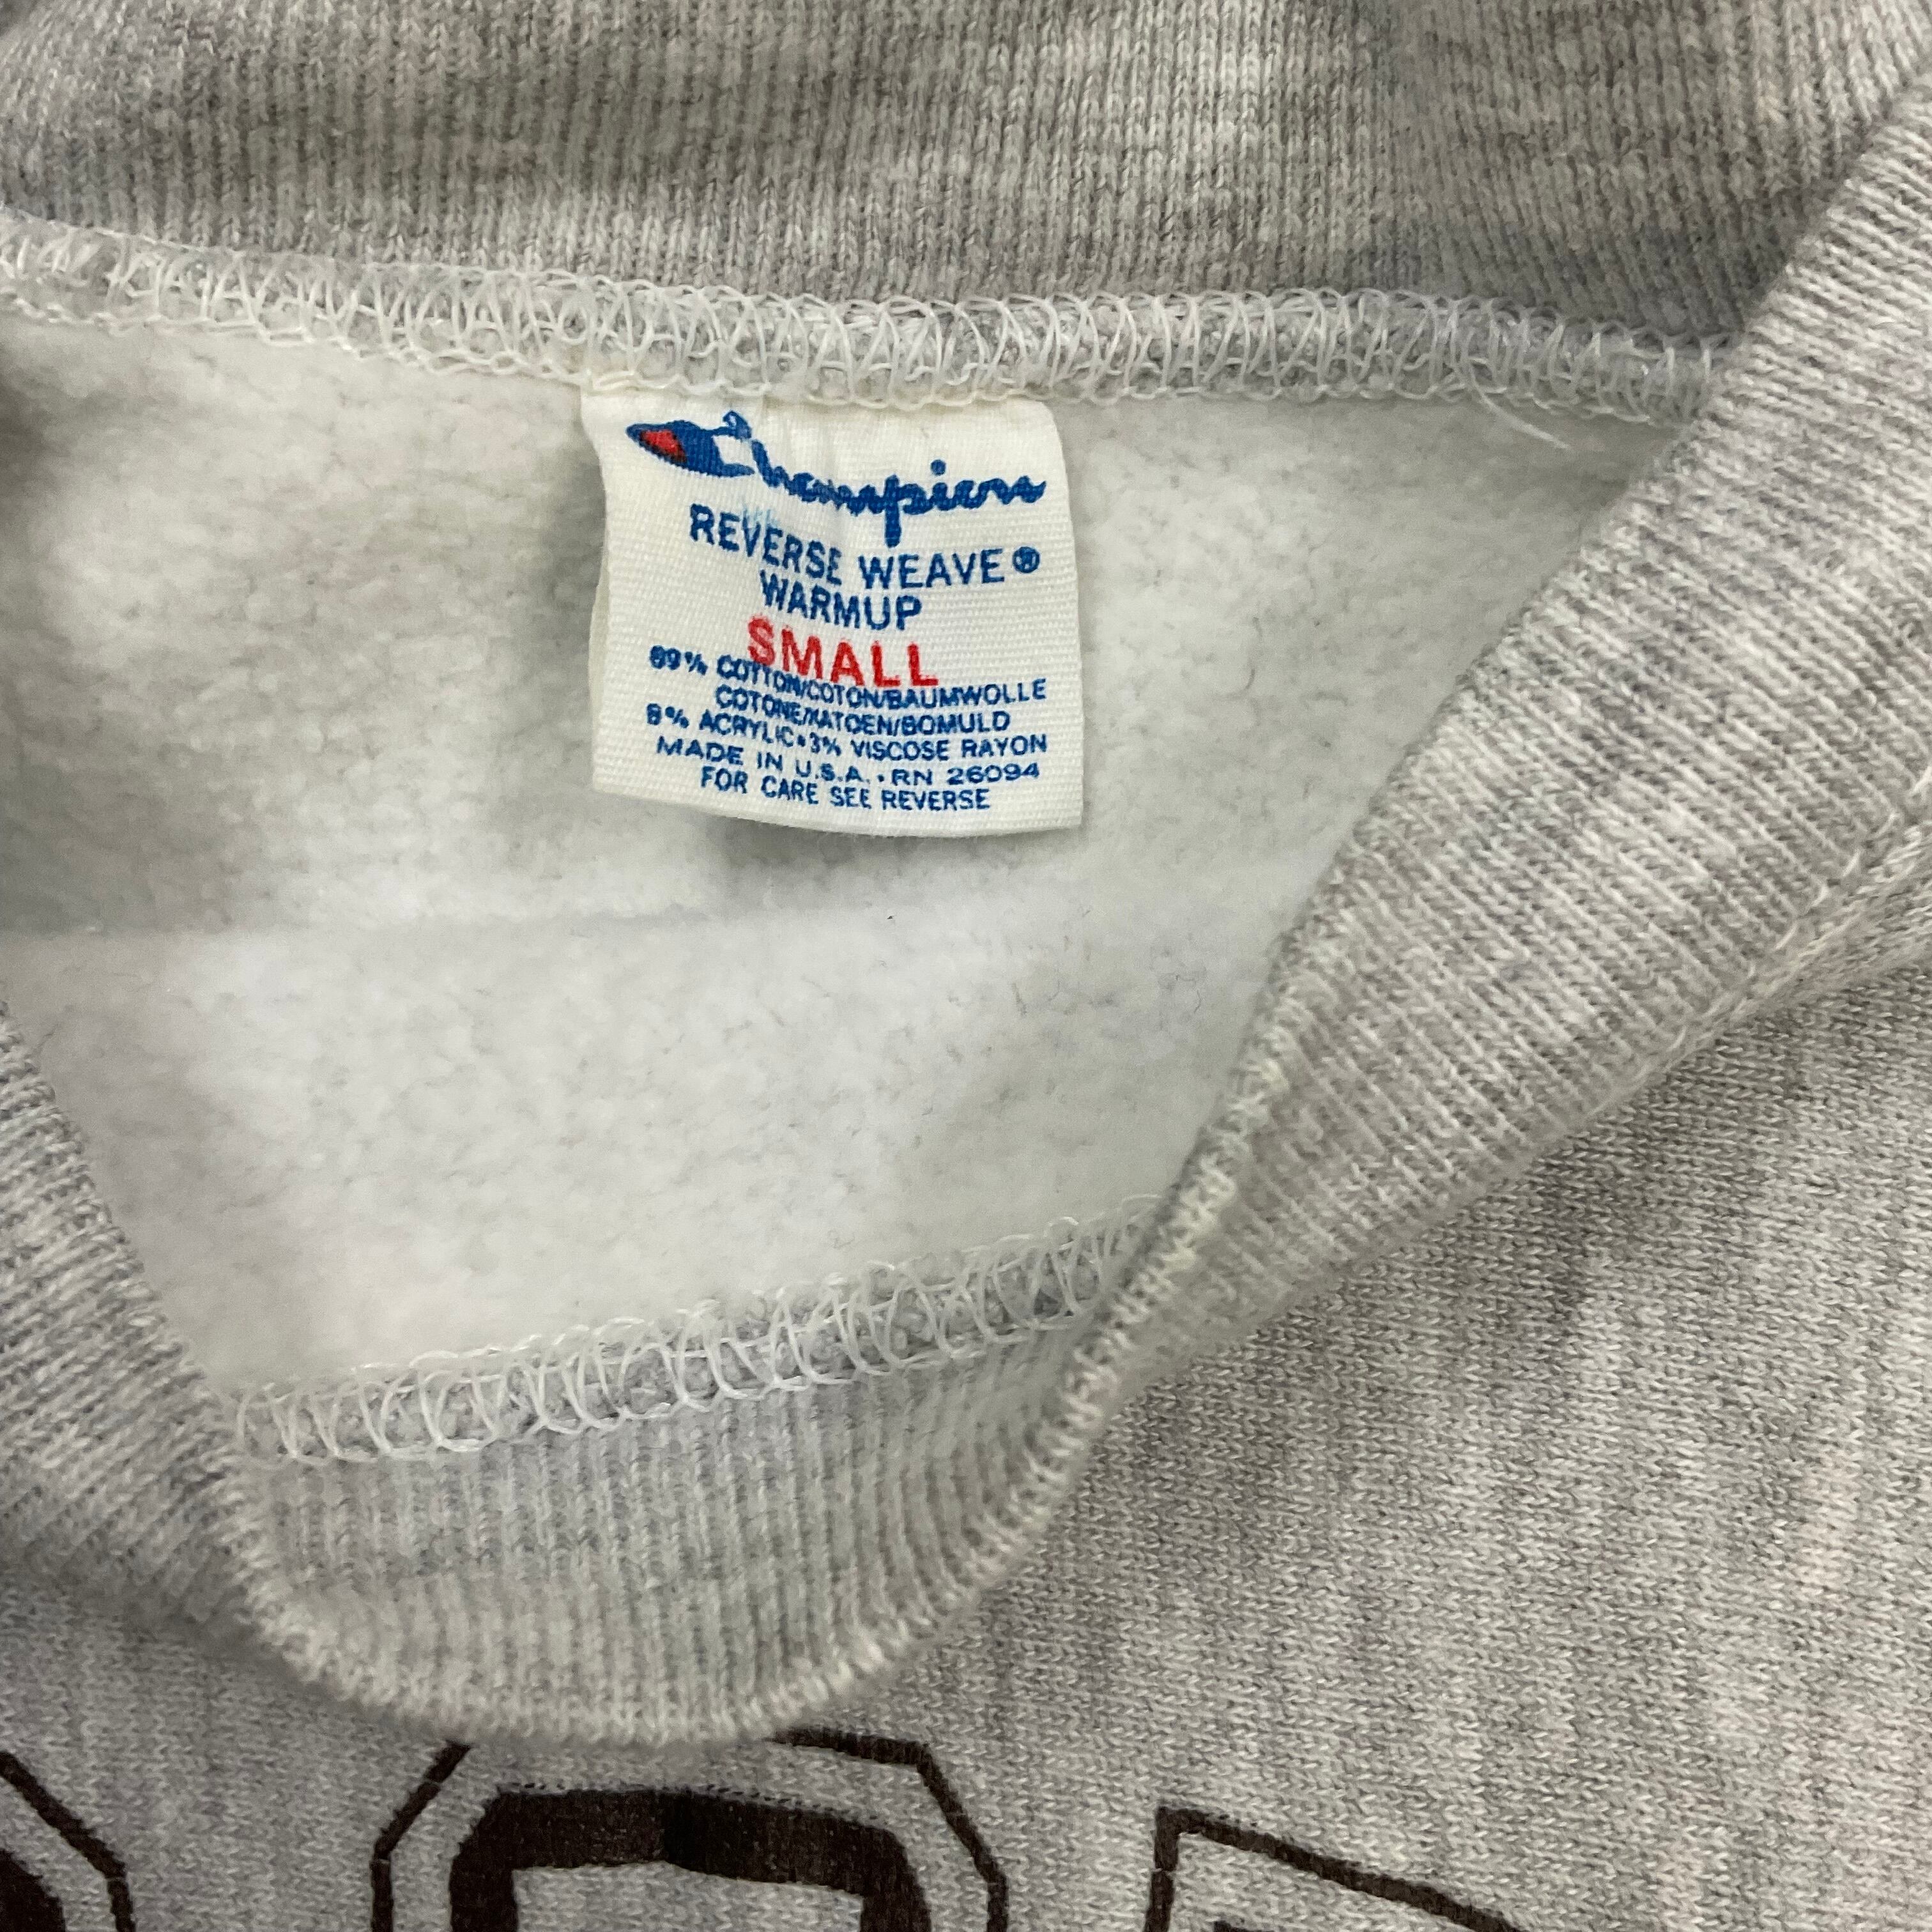 Champion
REVERSE WEAVE®
WARMUP
SMALL
89% COTTON/COTON/BAUMWOLLE
COTONE/KATOEN/BOMULD
8% ACRYLIC•3% VISCOSE RAYON
MADE IN U.S.A. • RN 26094
FOR CARE SEE REVERSE